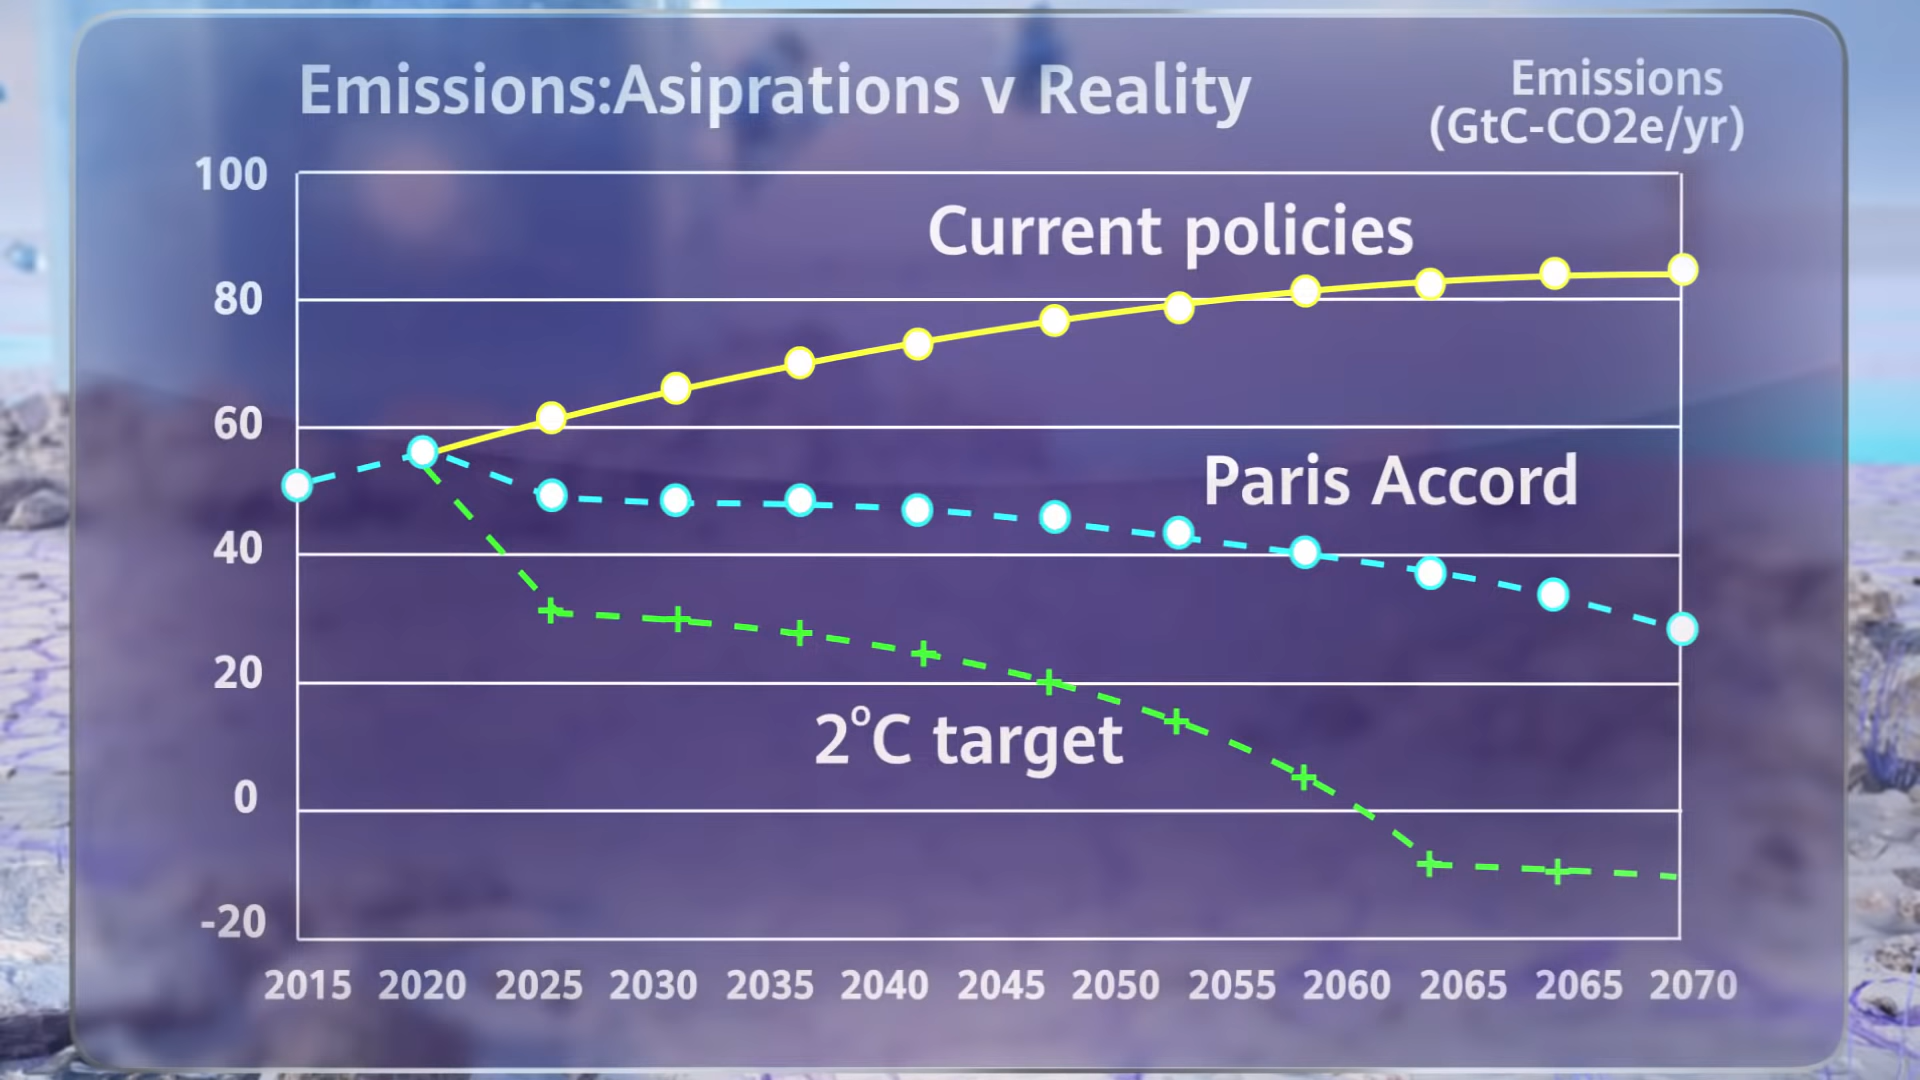 Emissions:Asiprations v Reality
Emissions
(GtC-CO2e/yr)
100
80
60
40
20
0
-20
Current policies
Paris Accord
2°C target
2015 2020 2025 2030 2035 2040 2045 2050 2055 2060 2065 2065 2070